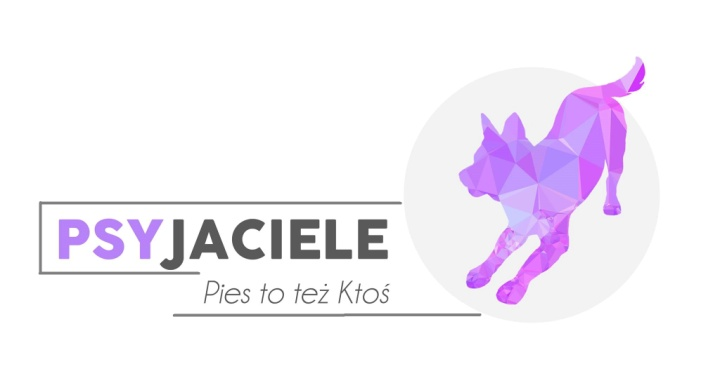 PSYJACIELE
Pies to też Ktoś